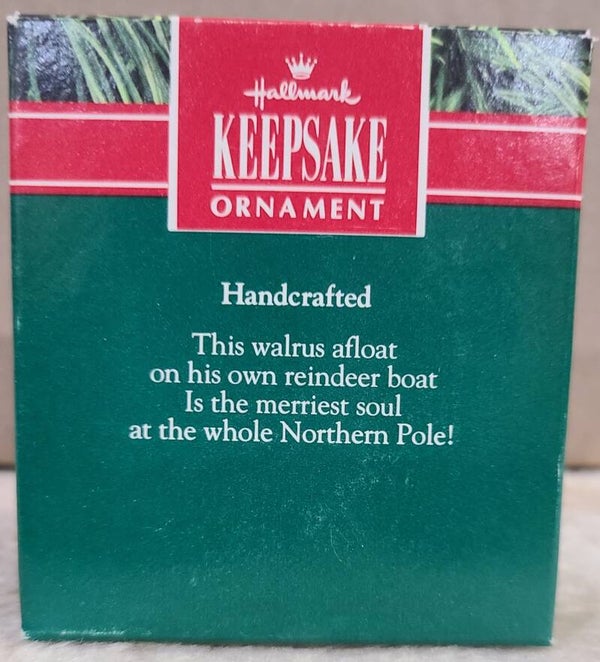 Hallmark
KEEPSAKE
ORNAMENT
Handcrafted
This walrus afloat
on his own reindeer boat
Is the merriest soul
at the whole Northern Pole!